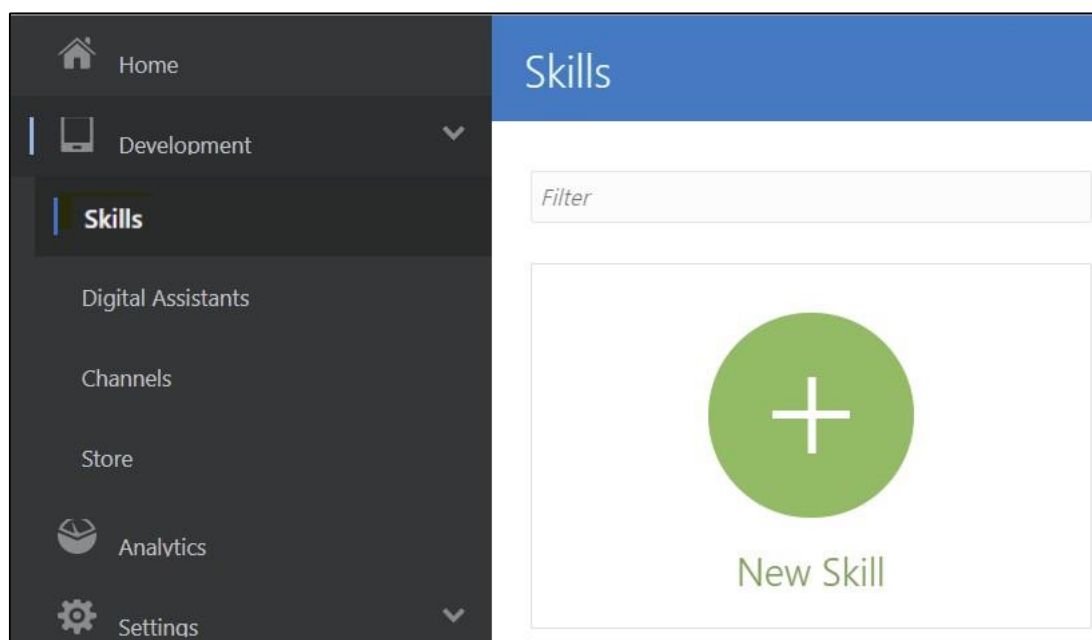 Home
Development
Skills
Digital Assistants
Channels
Store
Analytics
Settings
Skills
Filter
New Skill